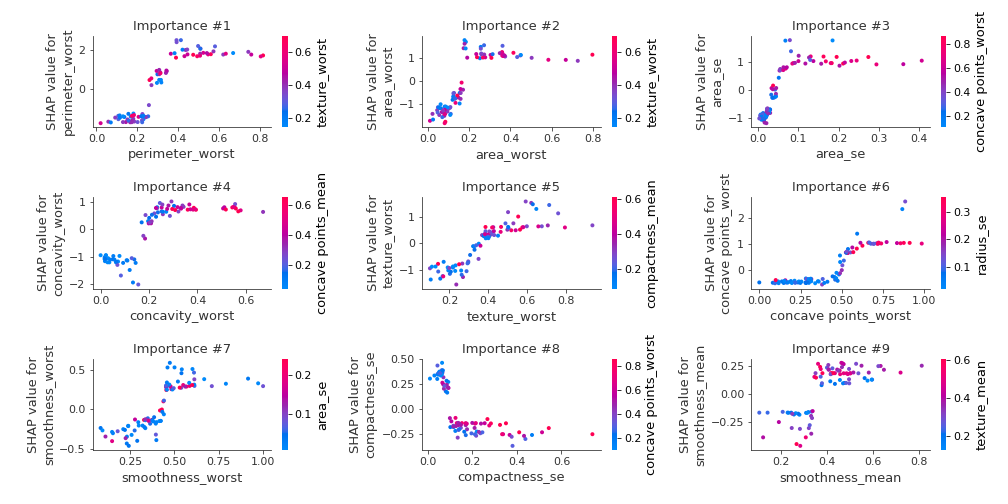 Importance #1
SHAP value for
perimeter_worst
2
0
0.0
0.2
0.4
0.6
0.8
perimeter_worst
0.6
0.4
0.2
texture_worst
Importance #2
SHAP value for
area_worst
1
0
−1
0.0
0.2
0.4
0.6
0.8
area_worst
0.6
0.4
0.2
texture_worst
Importance #3
SHAP value for
area_se
1
0
−1
0.0
0.1
0.2
0.3
0.4
area_se
0.8
0.6
0.4
0.2
concave points_worst
Importance #4
SHAP value for
concavity_worst
1
0
−1
−2
0.0
0.2
0.4
0.6
concavity_worst
0.6
0.4
0.2
concave points_mean
Importance #5
SHAP value for
texture_worst
1
0
−1
0.2
0.4
0.6
0.8
texture_worst
0.6
0.4
0.2
compactness_mean
Importance #6
SHAP value for
concave points_worst
2
1
0
0.00
0.25
0.50
0.75
1.00
concave points_worst
0.3
0.2
0.1
radius_se
Importance #7
SHAP value for
smoothness_worst
0.5
0.0
−0.5
0.25
0.50
0.75
1.00
smoothness_worst
0.2
0.1
area_se
Importance #8
SHAP value for
compactness_se
0.50
0.25
0.00
−0.25
0.0
0.2
0.4
0.6
compactness_se
0.8
0.6
0.4
0.2
concave points_worst
Importance #9
SHAP value for
smoothness_mean
0.25
0.00
−0.25
0.2
0.4
0.6
0.8
smoothness_mean
0.6
0.4
0.2
texture_mean